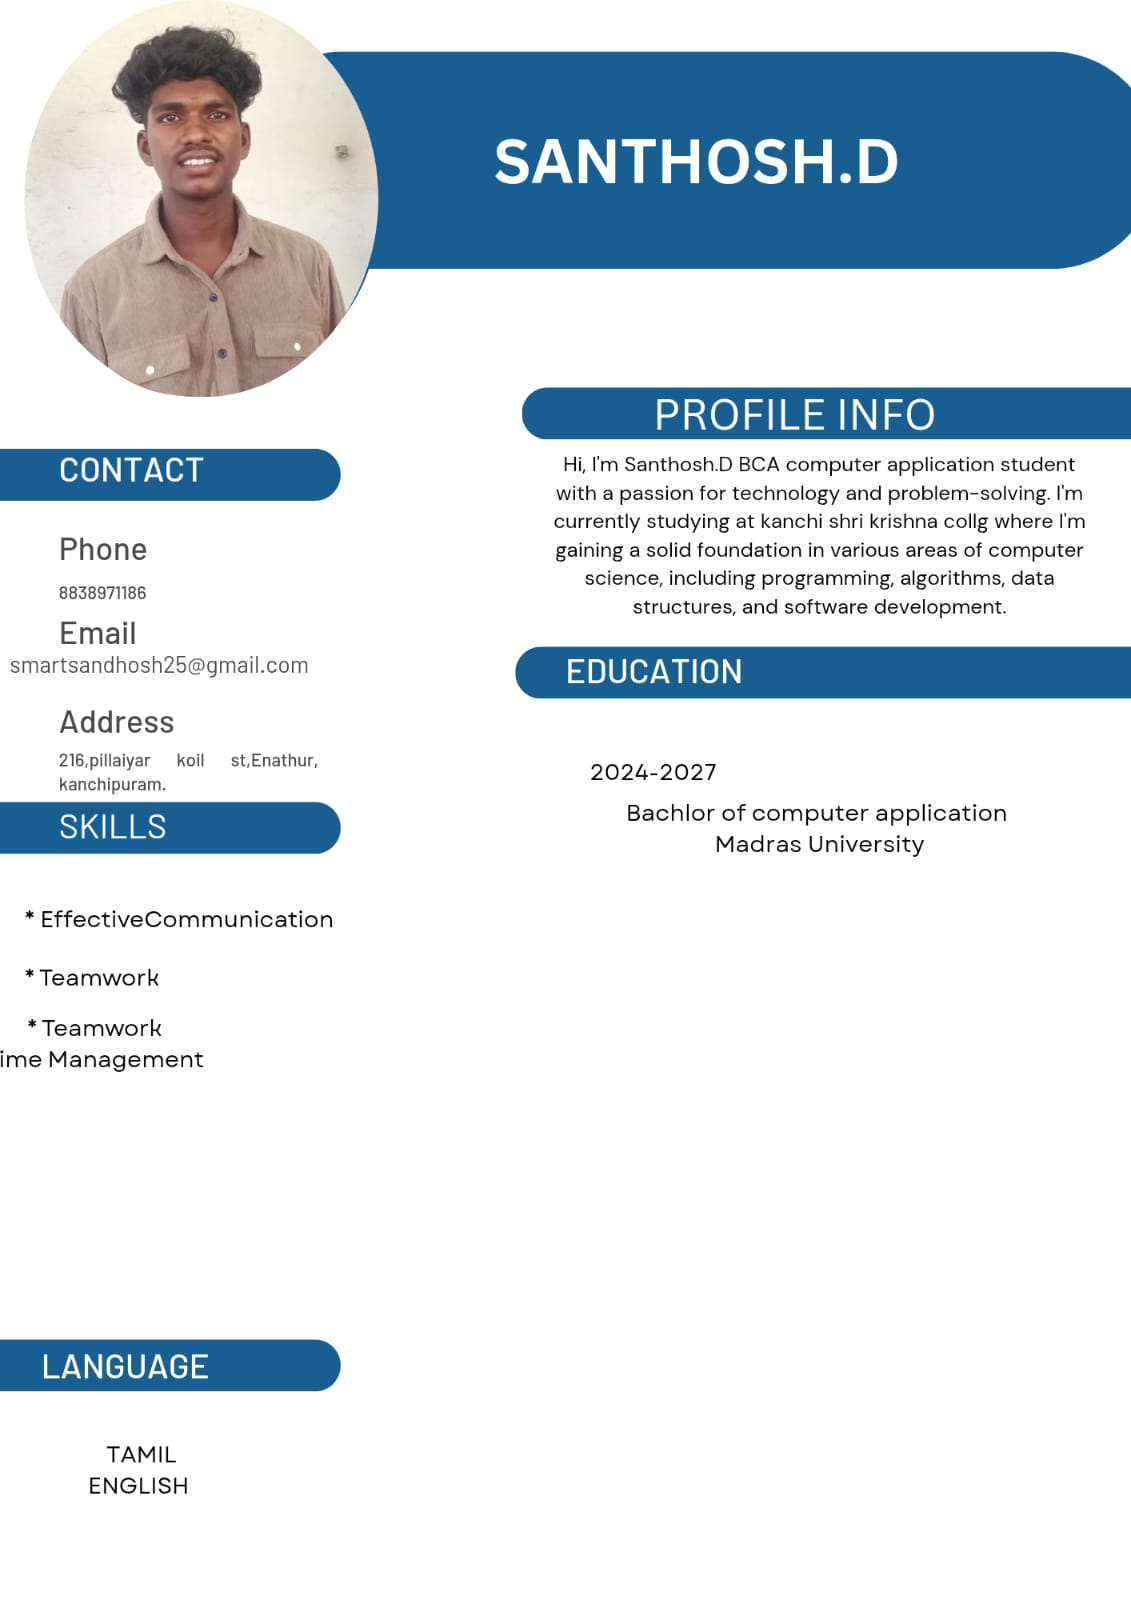 SANTHOSH.D
CONTACT
Phone
8838971186
Email
smartsandhosh25@gmail.com
Address
216,pillaiyar koil st,Enathur,
kanchipuram.
SKILLS
* EffectiveCommunication
* Teamwork
* Teamwork
ime Management
LANGUAGE
TAMIL
ENGLISH
PROFILE INFO
Hi, I'm Santhosh.D BCA computer application student
with a passion for technology and problem-solving. I'm
currently studying at kanchi shri krishna collg where I'm
gaining a solid foundation in various areas of computer
science, including programming, algorithms, data
structures, and software development.
EDUCATION
2024-2027
Bachlor of computer application
Madras University